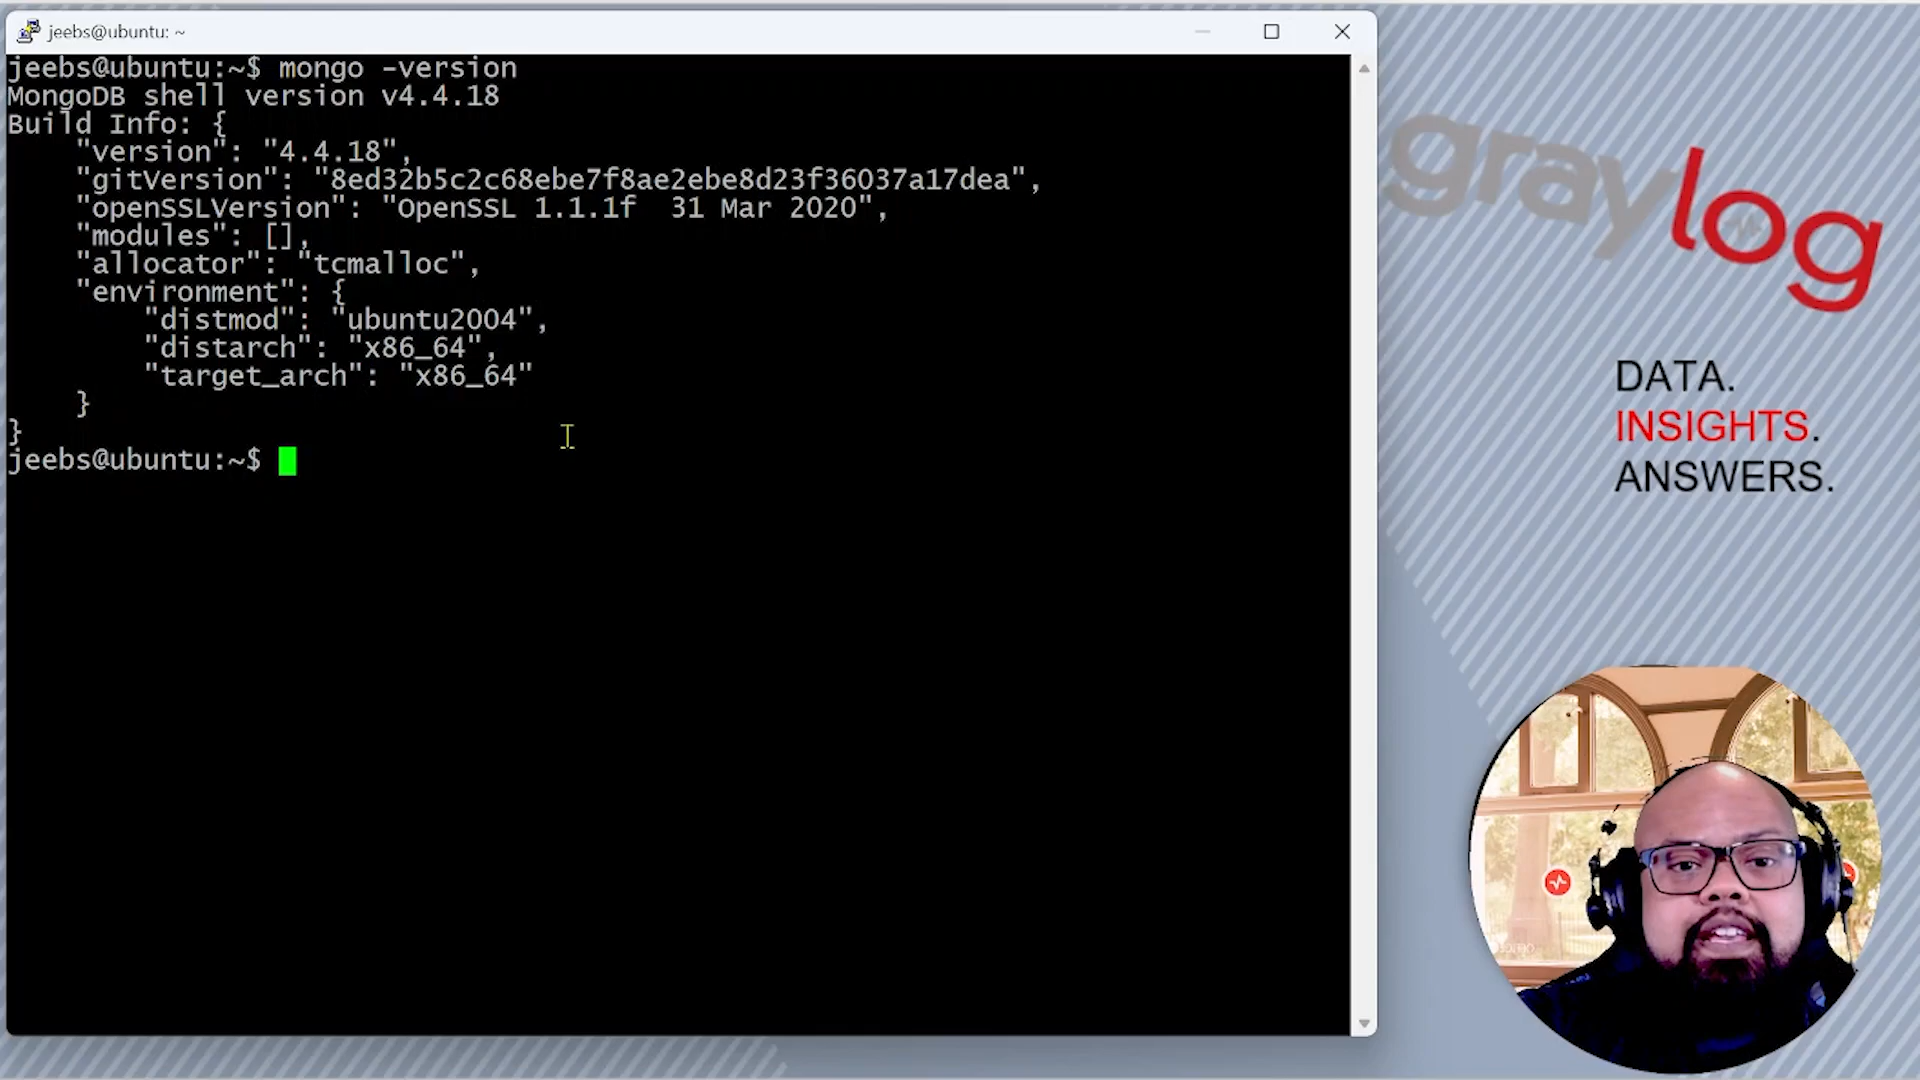 jeebs@ubuntu: ~
jeebs@ubuntu:~$ mongo -version
MongoDB shell version v4.4.18
Build Info: {
    "version": "4.4.18",
    "gitVersion": "8ed32b5c2c68ebe7f8ae2ebe8d23f36037a17dea",
    "openSSLVersion": "OpenSSL 1.1.1f  31 Mar 2020",
    "modules": [],
    "allocator": "tcmalloc",
    "environment": {
        "distmod": "ubuntu2004",
        "distarch": "x86_64",
        "target_arch": "x86_64"
    }
}
jeebs@ubuntu:~$
graylog
DATA.
INSIGHTS.
ANSWERS.